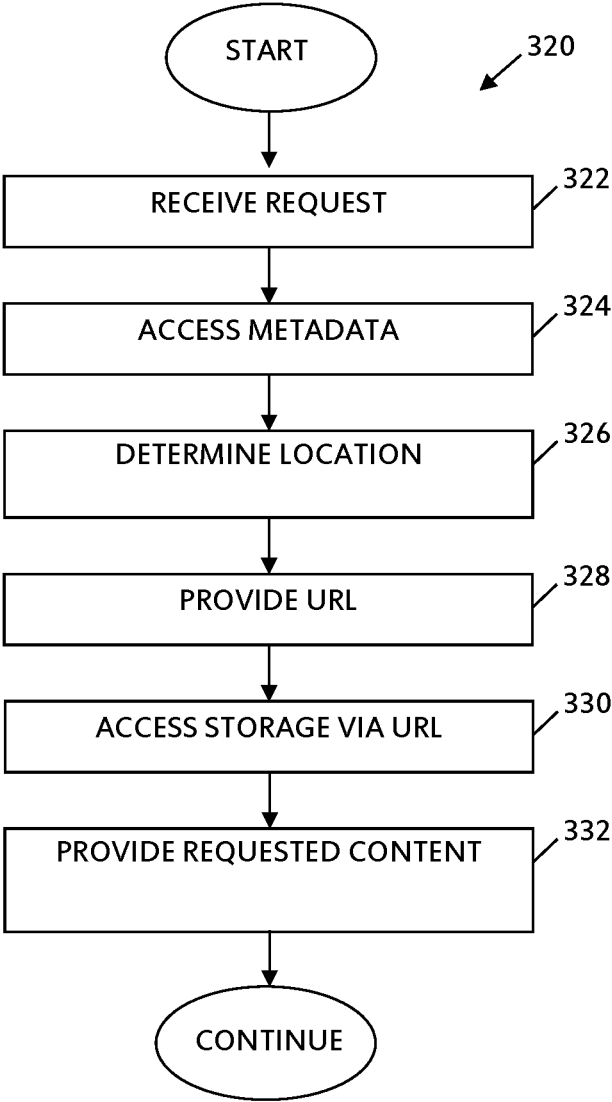 START
320
RECEIVE REQUEST
322
ACCESS METADATA
324
DETERMINE LOCATION
326
PROVIDE URL
328
ACCESS STORAGE VIA URL
330
PROVIDE REQUESTED CONTENT
332
CONTINUE